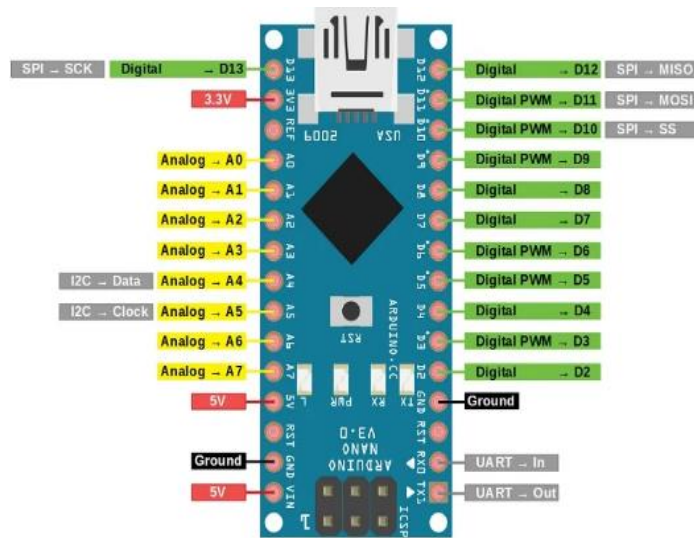 SPI → SCK
Digital → D13
3.3V
Analog → A0
Analog → A1
Analog → A2
Analog → A3
I2C → Data
Analog → A4
I2C → Clock
Analog → A5
Analog → A6
Analog → A7
5V
Ground
5V
D13
3V3
REF
A0
A1
A2
A3
A4
A5
A6
A7
5V
RST
GND
VIN
USA
2009
RST
ARDUINO.CC
L
PWR
RX
TX
ARDUINO
NANO
V3.0
ICSP
1
D12
D11
D10
D9
D8
D7
D6
D5
D4
D3
D2
GND
RST
RX0
TX1
Digital → D12
SPI → MISO
Digital PWM → D11
SPI → MOSI
Digital PWM → D10
SPI → SS
Digital PWM → D9
Digital → D8
Digital → D7
Digital PWM → D6
Digital PWM → D5
Digital → D4
Digital PWM → D3
Digital → D2
Ground
UART → In
UART → Out